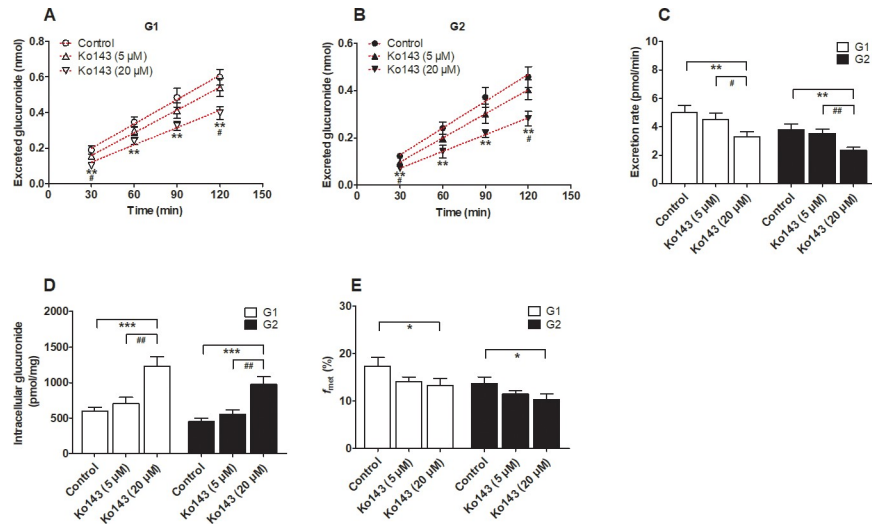 A
G1
Excreted glucuronide (nmol)
0.8
0.6
0.4
0.2
0.0
Control
Ko143 (5 µM)
Ko143 (20 µM)
**
#
**
**
**
#
0
30
60
90
120
150
Time (min)
B
G2
Excreted glucuronide (nmol)
0.6
0.4
0.2
0.0
Control
Ko143 (5 µM)
Ko143 (20 µM)
**
#
**
**
**
#
0
30
60
90
120
150
Time (min)
C
Excretion rate (pmol/min)
10
8
6
4
2
0
G1
G2
**
#
**
##
Control
Ko143 (5 µM)
Ko143 (20 µM)
Control
Ko143 (5 µM)
Ko143 (20 µM)
D
Intracellular glucuronide
(pmol/mg)
2000
1500
1000
500
0
G1
G2
***
##
***
##
Control
Ko143 (5 µM)
Ko143 (20 µM)
Control
Ko143 (5 µM)
Ko143 (20 µM)
E
fmet (%)
30
20
10
0
G1
G2
*
*
Control
Ko143 (5 µM)
Ko143 (20 µM)
Control
Ko143 (5 µM)
Ko143 (20 µM)